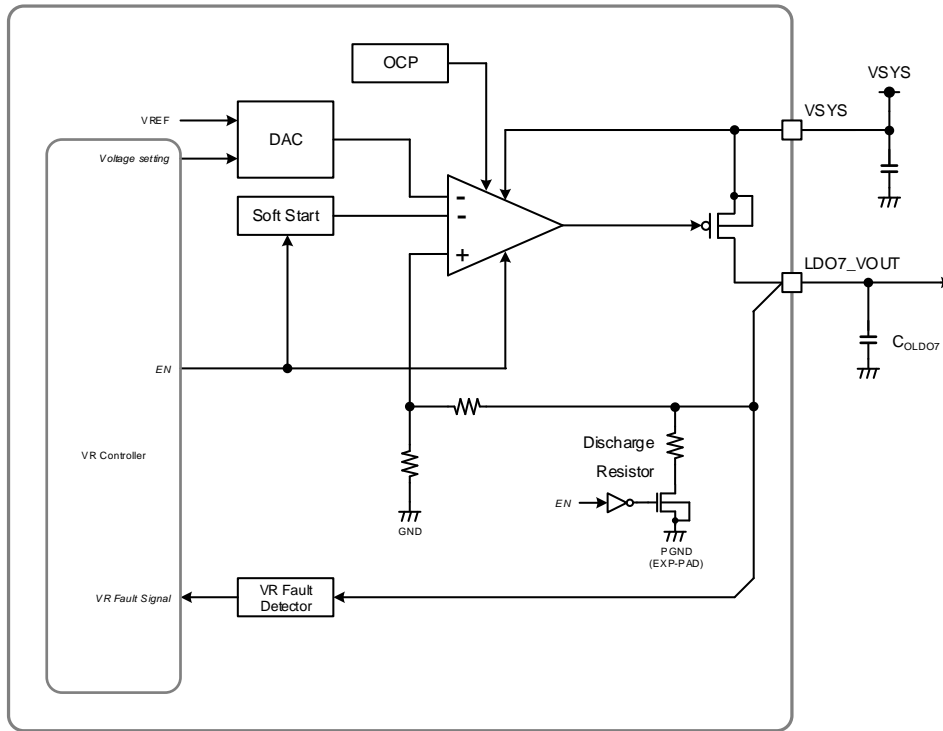 OCP
VSYS
VREF
DAC
VSYS
Voltage setting
-
Soft Start
-
+
LDO7_VOUT
COLDO7
EN
Discharge
Resistor
VR Controller
EN
GND
PGND
(EXP-PAD)
VR Fault Signal
VR Fault
Detector